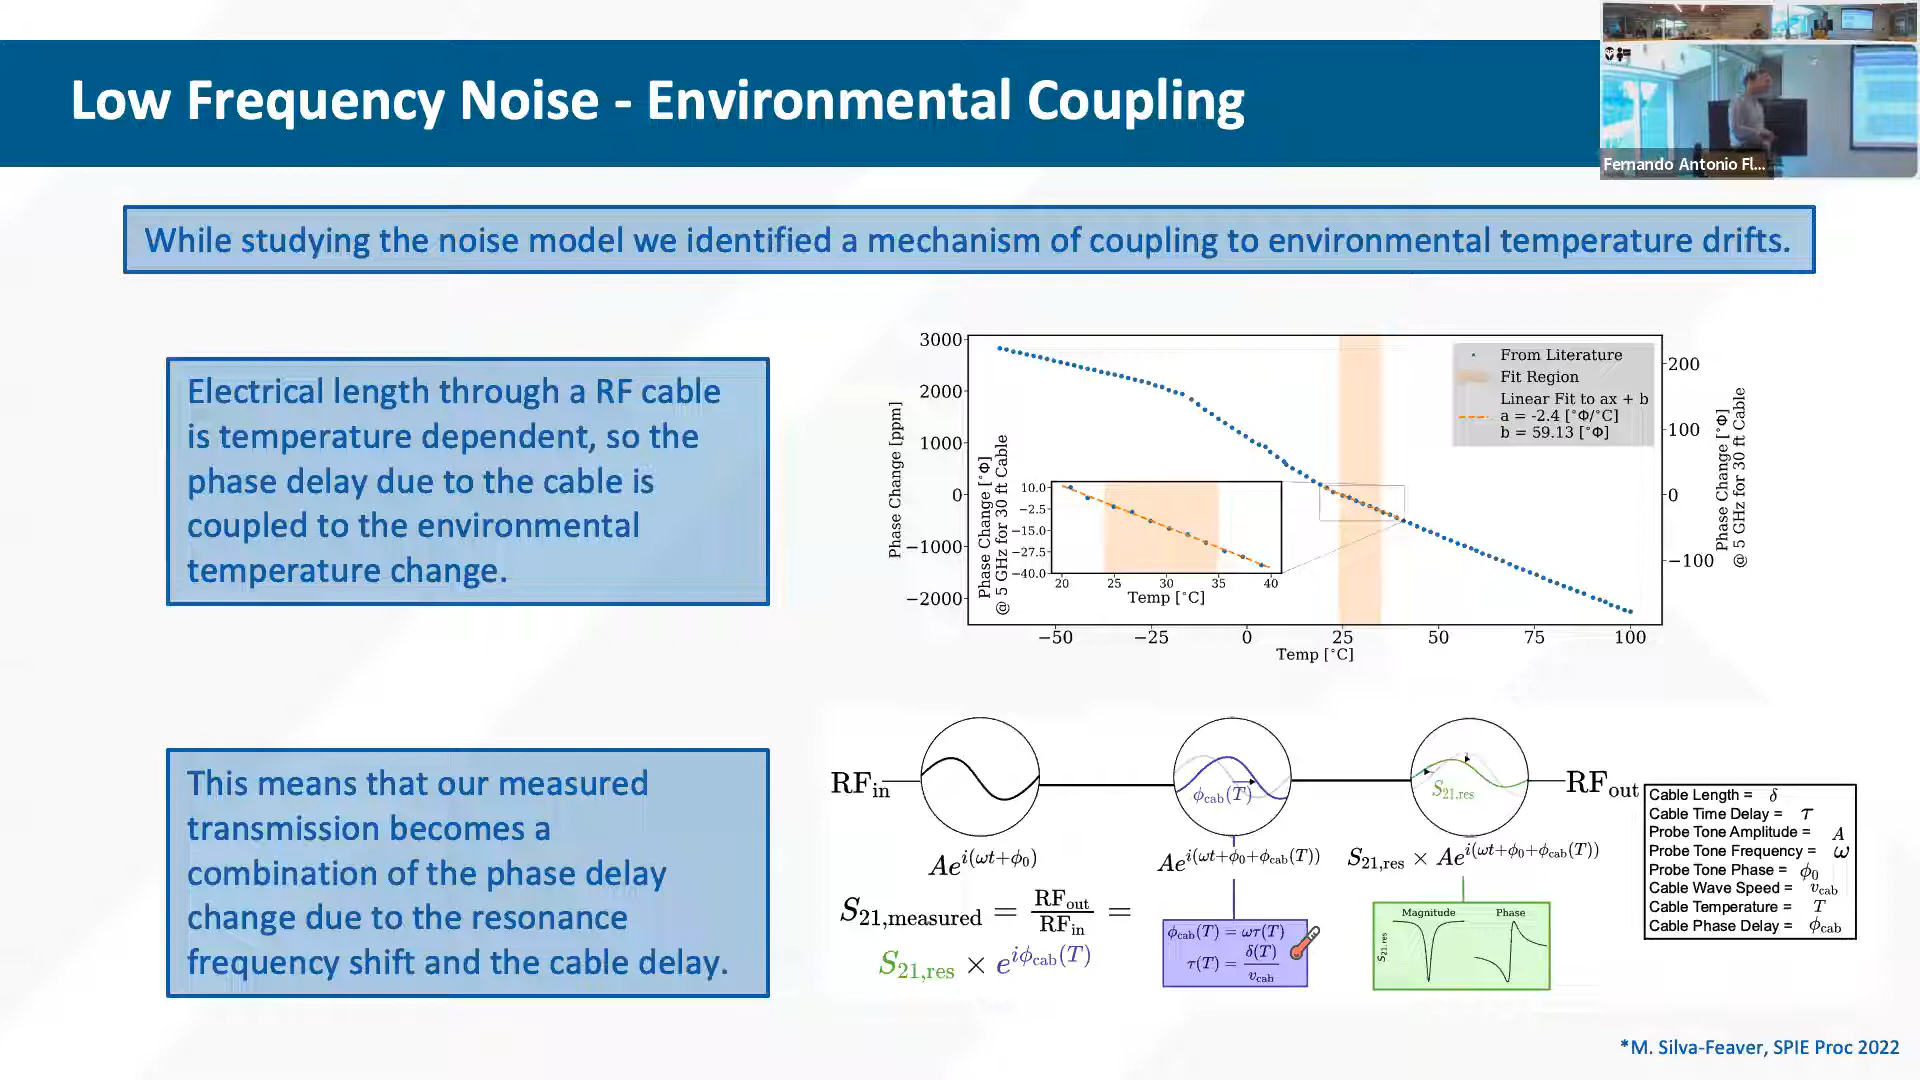 Low Frequency Noise - Environmental Coupling
Fernando Antonio Fl...
While studying the noise model we identified a mechanism of coupling to environmental temperature drifts.
Electrical length through a RF cable
is temperature dependent, so the
phase delay due to the cable is
coupled to the environmental
temperature change.
This means that our measured
transmission becomes a
combination of the phase delay
change due to the resonance
frequency shift and the cable delay.
Phase Change [ppm]
3000
2000
1000
0
−1000
−2000
−50
−25
0
25
50
75
100
Temp [°C]
From Literature
Fit Region
Linear Fit to ax + b
a = -2.4 [°Φ/°C]
b = 59.13 [°Φ]
200
100
0
−100
Phase Change [°Φ]
@ 5 GHz for 30 ft Cable
Phase Change [°Φ]
@ 5 GHz for 30 ft Cable
10.0
−2.5
−15.0
−27.5
−40.0
20
25
30
35
40
Temp [°C]
RF_in
ϕ_cab(T)
S_21,res
RF_out
Ae^{i(ωt+ϕ_0)}
Ae^{i(ωt+ϕ_0+ϕ_cab(T))}
S_21,res × Ae^{i(ωt+ϕ_0+ϕ_cab(T))}
S_21,measured = RF_out/RF_in =
S_21,res × e^{iϕ_cab(T)}
ϕ_cab(T) = ωτ(T)
τ(T) = δ(T)/v_cab
Magnitude Phase
S_21,res
Cable Length = δ
Cable Time Delay = τ
Probe Tone Amplitude = A
Probe Tone Frequency = ω
Probe Tone Phase = ϕ_0
Cable Wave Speed = v_cab
Cable Temperature = T
Cable Phase Delay = ϕ_cab
*M. Silva-Feaver, SPIE Proc 2022